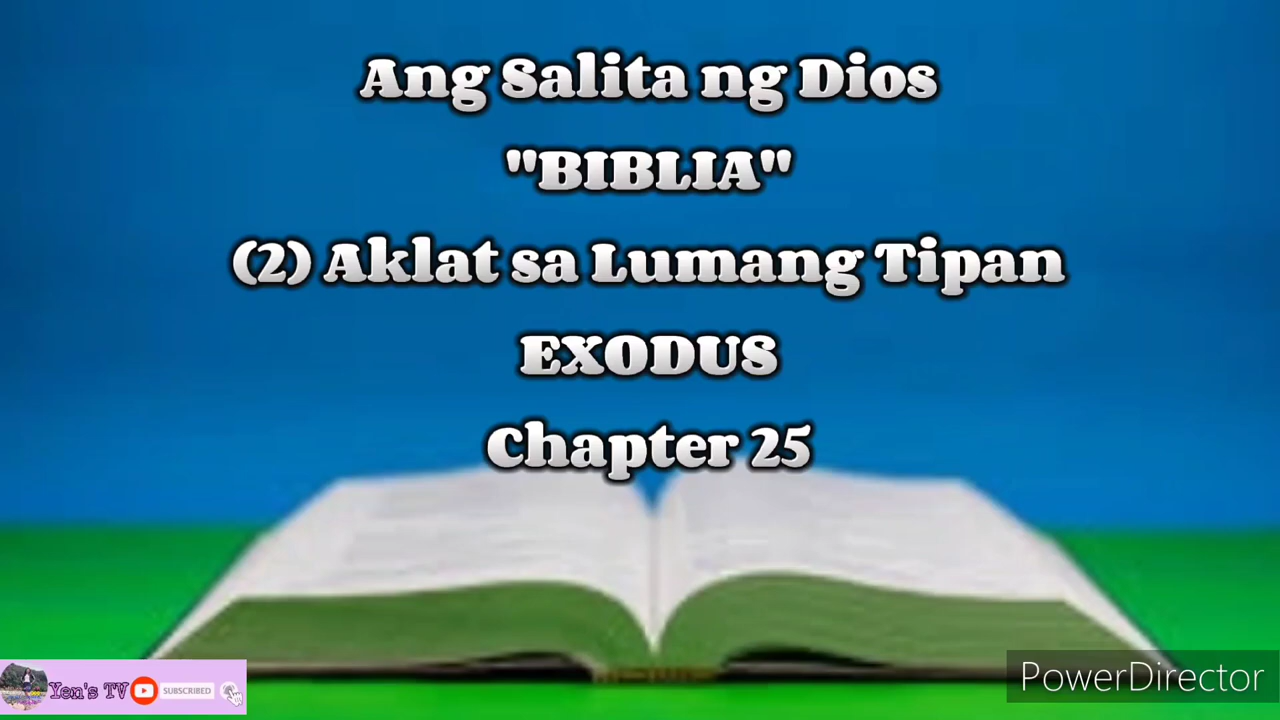 Ang Salita ng Dios
"BIBLIA"
(2) Aklat sa Lumang Tipan
EXODUS
Chapter 25
Yen's TV SUBSCRIBED
PowerDirector